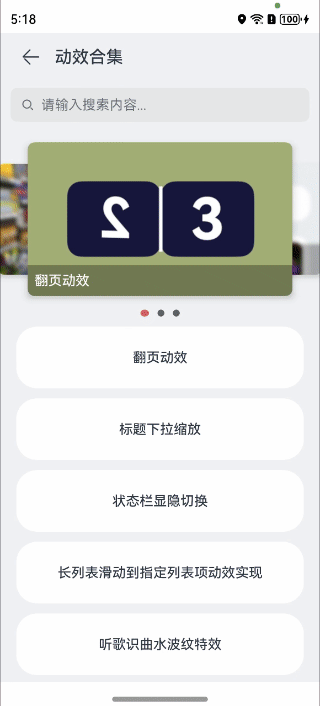 5:18
100
动效合集
请输入搜索内容...
2 3
翻页动效
翻页动效
标题下拉缩放
状态栏显隐切换
长列表滑动到指定列表项动效实现
听歌识曲水波纹特效